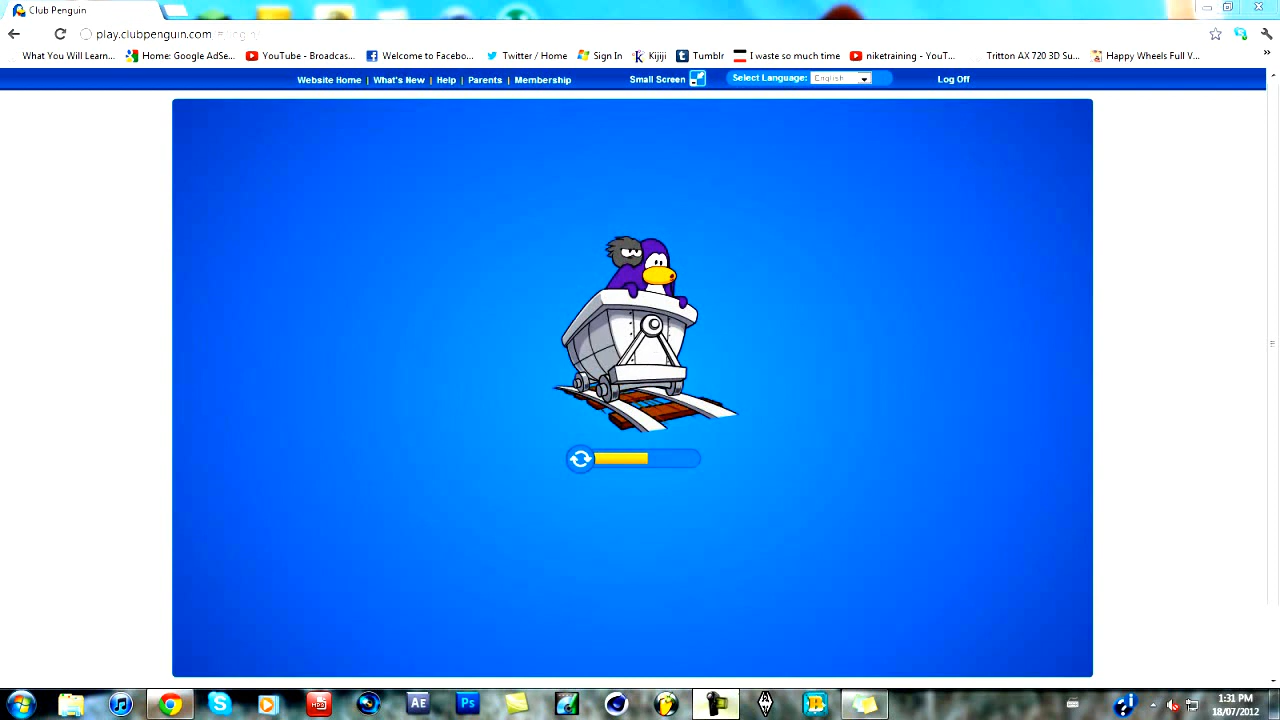 Club Penguin
play.clubpenguin.com/#/login
What You Will Learn... Home: Google AdSe... YouTube - Broadcas... Welcome to Facebo... Twitter / Home Sign In Kijiji Tumblr I waste so much time niketraining - YouT... Tritton AX 720 3D Su... Happy Wheels Full V... »
Website Home | What's New | Help | Parents | Membership Small Screen Select Language: English Log Off
AE Ps
1:31 PM
18/07/2012